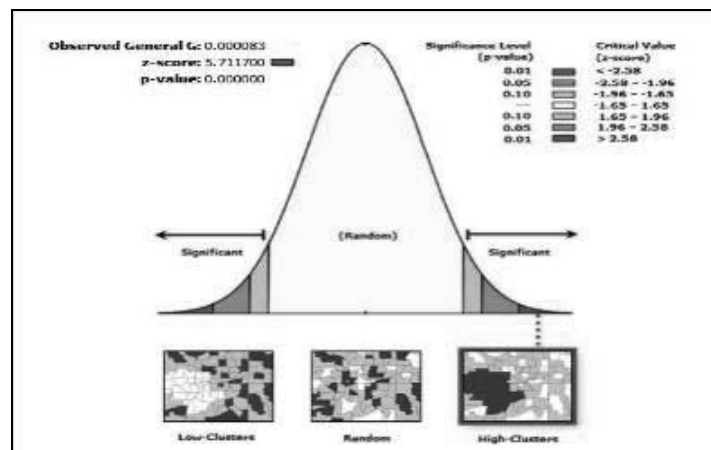 Observed General G: 0.000083
z-score: 5.711700
p-value: 0.000000
Significance Level (p-value)
Critical Value (z-score)
0.01 < -2.58
0.05 -2.58 – -1.96
0.10 -1.96 – -1.65
— -1.65 – 1.65
0.10 1.65 – 1.96
0.05 1.96 – 2.58
0.01 > 2.58
(Random)
Significant
Significant
Low-Clusters
Random
High-Clusters